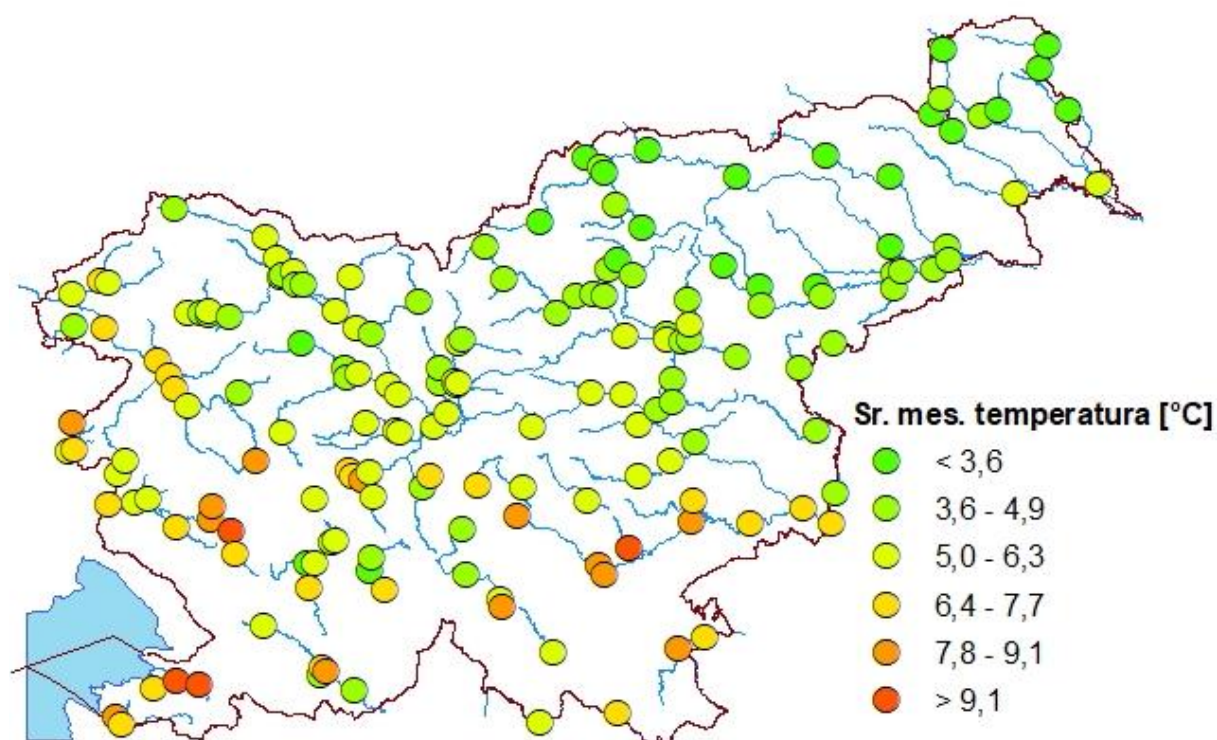 Sr. mes. temperatura [°C]
< 3,6
3,6 - 4,9
5,0 - 6,3
6,4 - 7,7
7,8 - 9,1
> 9,1